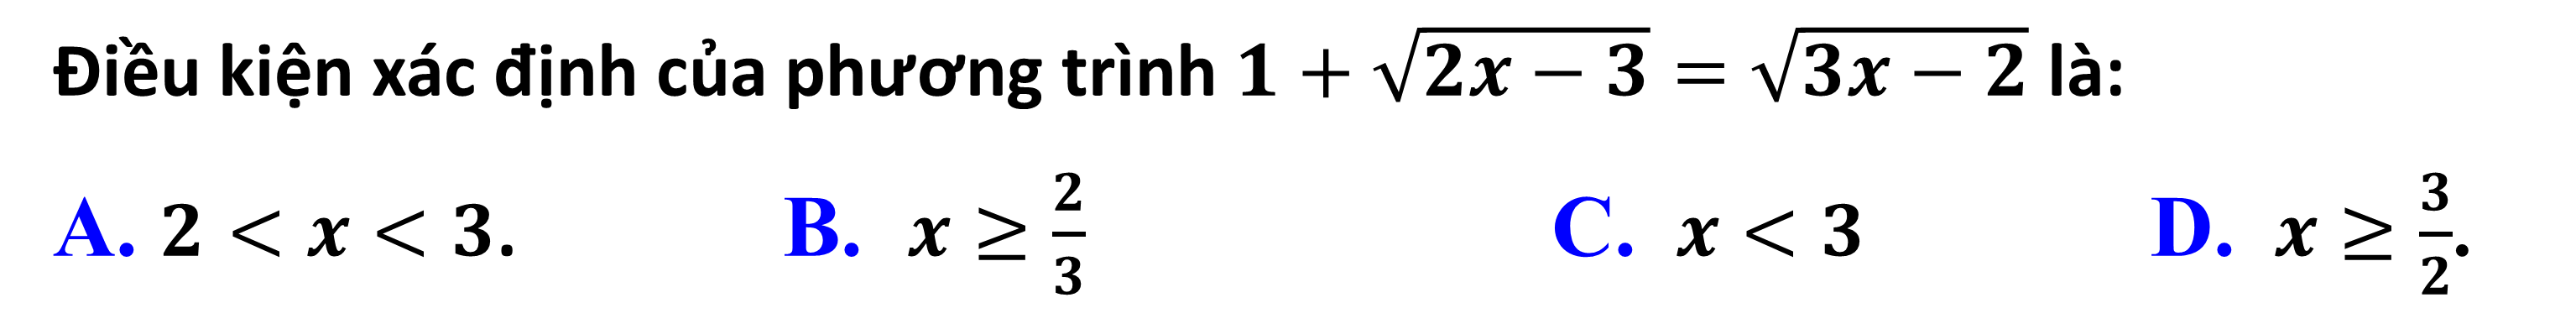 Điều kiện xác định của phương trình 1 + √(2x − 3) = √(3x − 2) là:
A. 2 < x < 3. B. x ≥ 2/3 C. x < 3 D. x ≥ 3/2.